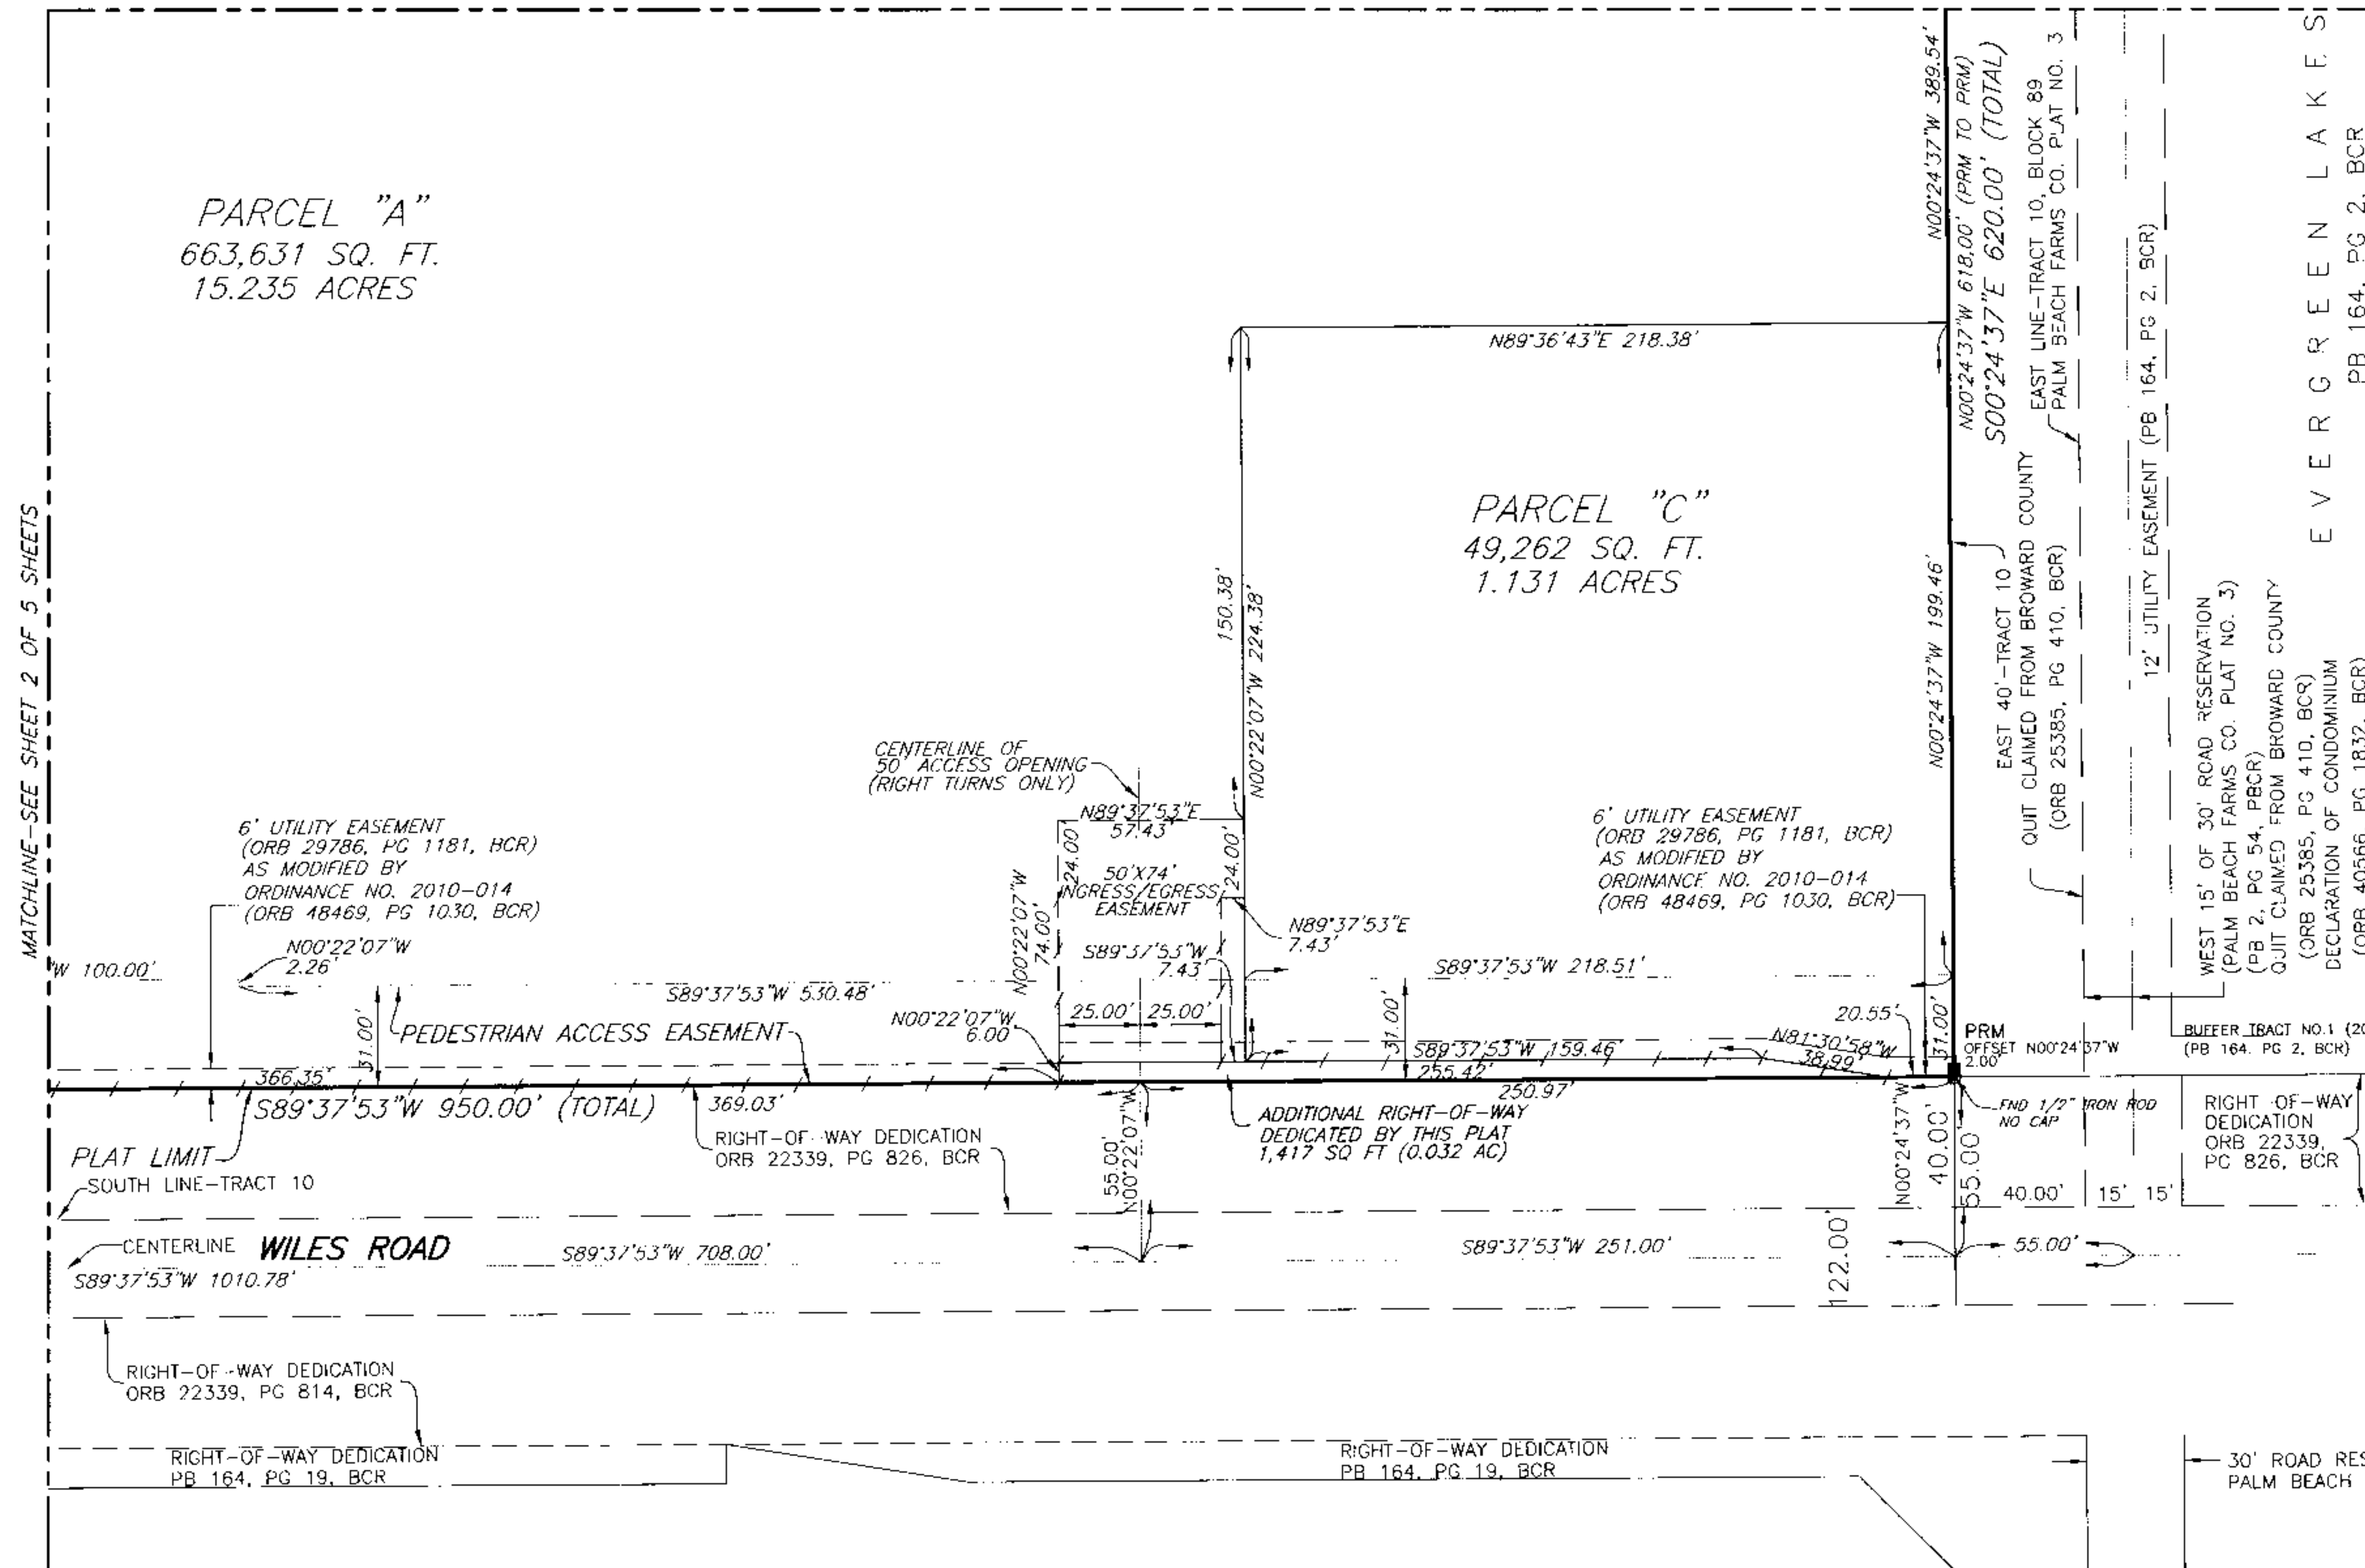 MATCHLINE-SEE SHEET 2 OF 5 SHEETS
PARCEL "A"
663,631 SQ. FT.
15.235 ACRES
N89°36'43"E 218.38'
PARCEL "C"
49,262 SQ. FT.
1.131 ACRES
150.38'
N00°22'07"W 224.38'
N00°24'37"W 389.54'
N00°24'37"W 618.00' (PRM TO PRM)
S00°24'37"E 620.00' (TOTAL)
EAST LINE-TRACT 10, BLOCK 89
PALM BEACH FARMS CO. PLAT NO. 3
N00°24'37"W 199.46'
EAST 40'-TRACT 10
QUIT CLAIMED FROM BROWARD COUNTY
(ORB 25385, PG 410, BCR)
12' UTILITY EASEMENT (PB 164, PG 2, BCR)
EVERGREEN LAKES
PB 164, PG 2, BCR
WEST 15' OF 30' ROAD RESERVATION
(PALM BEACH FARMS CO. PLAT NO. 3)
(PB 2, PG 54, PBCR)
QUIT CLAIMED FROM BROWARD COUNTY
(ORB 25385, PG 410, BCR)
DECLARATION OF CONDOMINIUM
(ORB 40566, PG 1832, BCR)
CENTERLINE OF
50' ACCESS OPENING
(RIGHT TURNS ONLY)
N89°37'53"E
57.43'
24.00'
24.00'
50'X74'
INGRESS/EGRESS
EASEMENT
N00°22'07"W
74.00'
N89°37'53"E
7.43'
S89°37'53"W
7.43'
6' UTILITY EASEMENT
(ORB 29786, PG 1181, BCR)
AS MODIFIED BY
ORDINANCE NO. 2010-014
(ORB 48469, PG 1030, BCR)
6' UTILITY EASEMENT
(ORB 29786, PG 1181, BCR)
AS MODIFIED BY
ORDINANCE NO. 2010-014
(ORB 48469, PG 1030, BCR)
"W 100.00'
N00°22'07"W
2.26'
S89°37'53"W 530.48'
S89°37'53"W 218.51'
31.00'
PEDESTRIAN ACCESS EASEMENT
N00°22'07"W
6.00
25.00'
25.00'
31.00'
S89°37'53"W 159.46'
N81°30'58"W
38.99'
20.55'
31.00'
PRM
OFFSET N00°24'37"W
2.00'
BUFFER TRACT NO.1 (20
(PB 164. PG 2, BCR)
366.35'
255.42'
S89°37'53"W 950.00' (TOTAL)
369.03'
250.97'
FND 1/2" IRON ROD
NO CAP
PLAT LIMIT
SOUTH LINE-TRACT 10
RIGHT-OF-WAY DEDICATION
ORB 22339, PG 826, BCR
55.00'
N00°22'07"W
ADDITIONAL RIGHT-OF-WAY
DEDICATED BY THIS PLAT
1,417 SQ FT (0.032 AC)
N00°24'37"W
40.00'
55.00'
40.00'
15'
15'
RIGHT-OF-WAY
DEDICATION
ORB 22339,
PG 826, BCR
CENTERLINE
WILES ROAD
S89°37'53"W 1010.78'
S89°37'53"W 708.00'
S89°37'53"W 251.00'
122.00'
55.00'
RIGHT-OF-WAY DEDICATION
ORB 22339, PG 814, BCR
RIGHT-OF-WAY DEDICATION
PB 164, PG 19, BCR
RIGHT-OF-WAY DEDICATION
PB 164, PG 19, BCR
30' ROAD RES
PALM BEACH